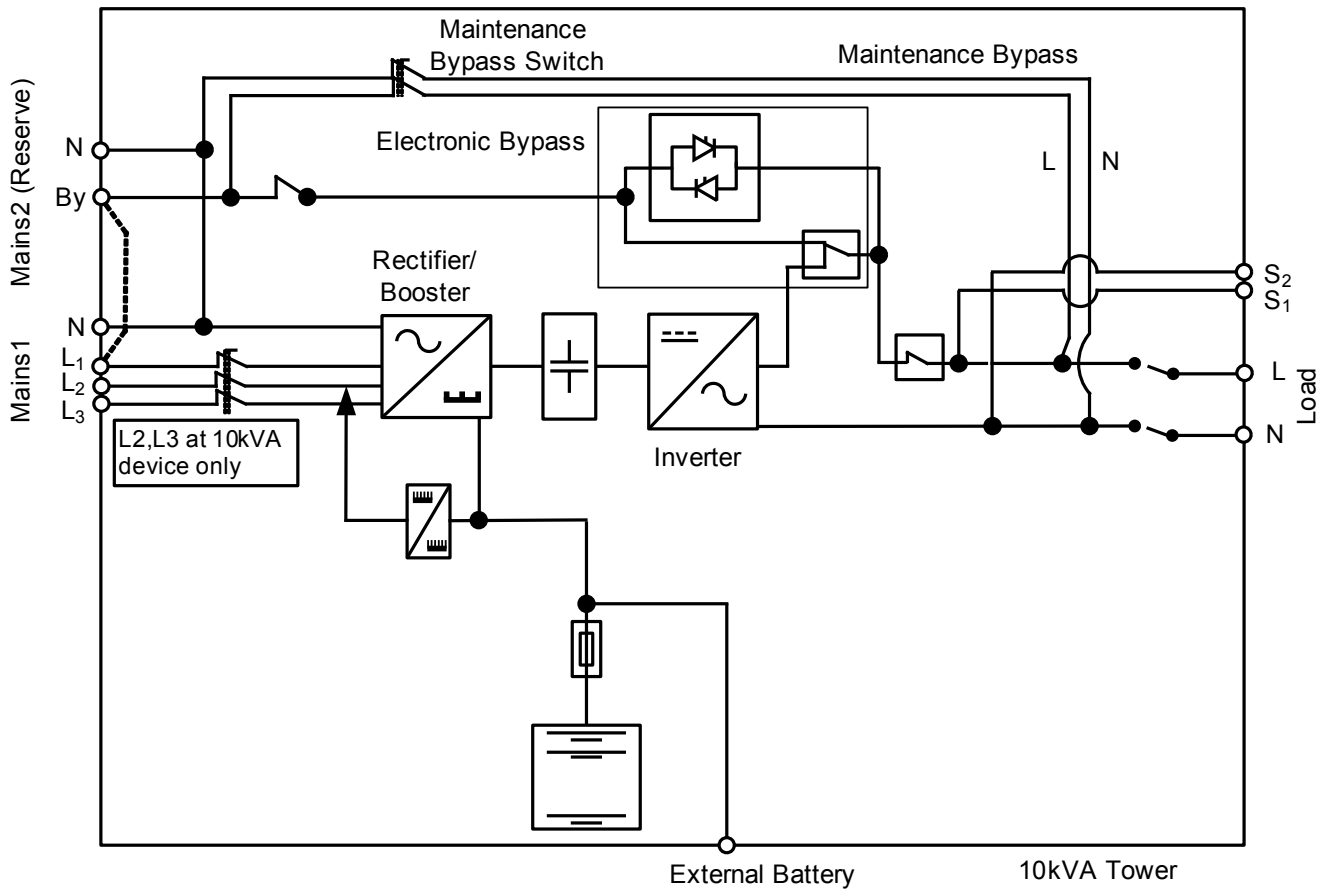 Maintenance
Bypass Switch
Maintenance Bypass
Mains2 (Reserve)
N
Electronic Bypass
L
N
By
Rectifier/
Booster
S2
S1
N
Mains1
L1
L2
L3
L
Load
L2,L3 at 10kVA
device only
N
Inverter
External Battery
10kVA Tower